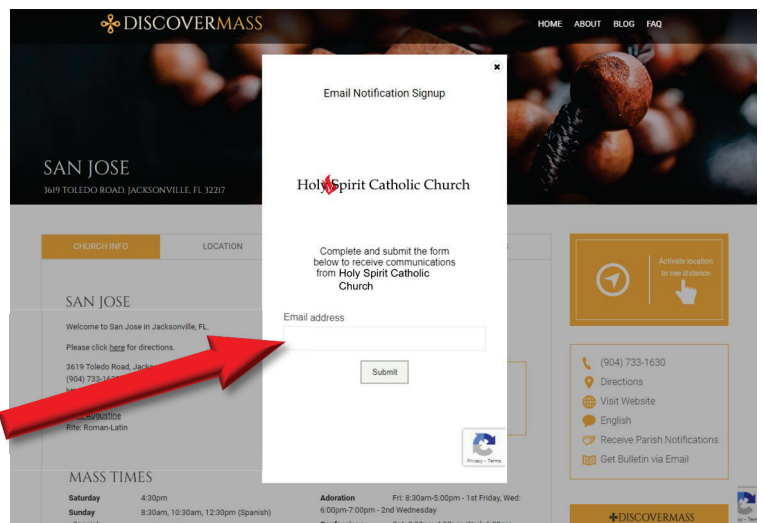 DISCOVERMASS
HOME ABOUT BLOG FAQ
Email Notification Signup
SAN JOSE
3619 TOLEDO ROAD, JACKSONVILLE, FL 32217
Holy Spirit Catholic Church
Complete and submit the form
below to receive communications
from Holy Spirit Catholic
Church
Email address
Submit
Privacy - Terms
CHURCH INFO LOCATION
SAN JOSE
Welcome to San Jose in Jacksonville, FL.
Please click here for directions.
3619 Toledo Road,
(904)
Augustine
Rite: Roman-Latin
MASS TIMES
Saturday 4:30pm
Sunday 8:30am, 10:30am, 12:30pm (Spanish)
Adoration Fri: 8:30am-5:00pm - 1st Friday, Wed:
6:00pm-7:00pm - 2nd Wednesday
Activate location
to see distance
(904) 733-1630
Directions
Visit Website
English
Receive Parish Notifications
Get Bulletin via Email
DISCOVERMASS